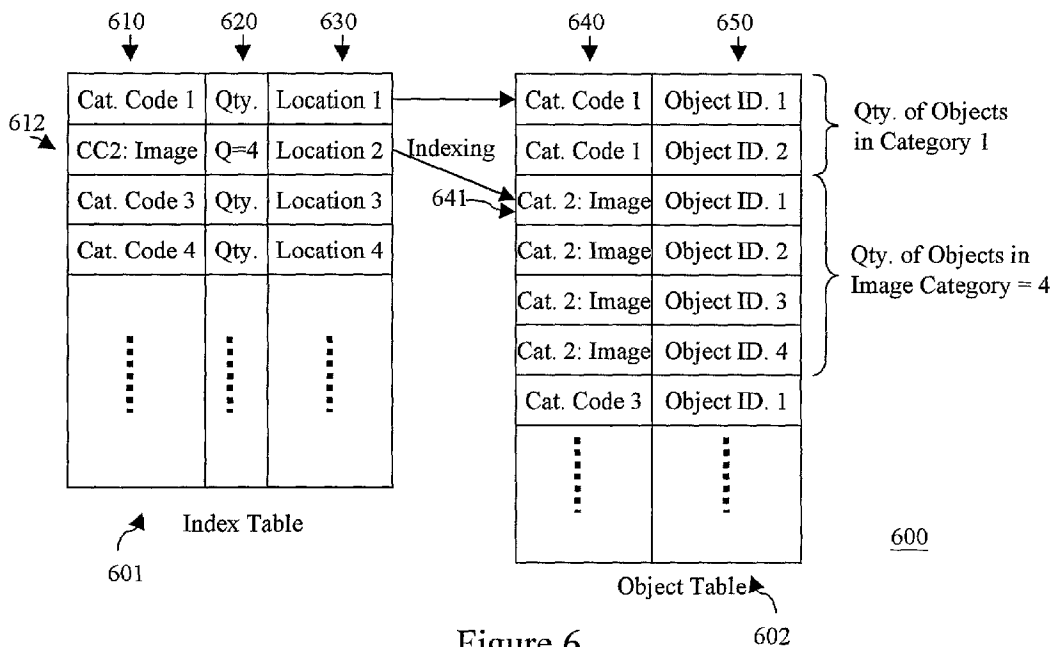 610 620 630 640 650
Cat. Code 1 Qty. Location 1
612
CC2: Image Q=4 Location 2
Cat. Code 3 Qty. Location 3
Cat. Code 4 Qty. Location 4
Index Table
601
Indexing
641
Cat. Code 1 Object ID. 1
Cat. Code 1 Object ID. 2
Cat. 2: Image Object ID. 1
Cat. 2: Image Object ID. 2
Cat. 2: Image Object ID. 3
Cat. 2: Image Object ID. 4
Cat. Code 3 Object ID. 1
Object Table
602
Qty. of Objects
in Category 1
Qty. of Objects in
Image Category = 4
600
Figure 6